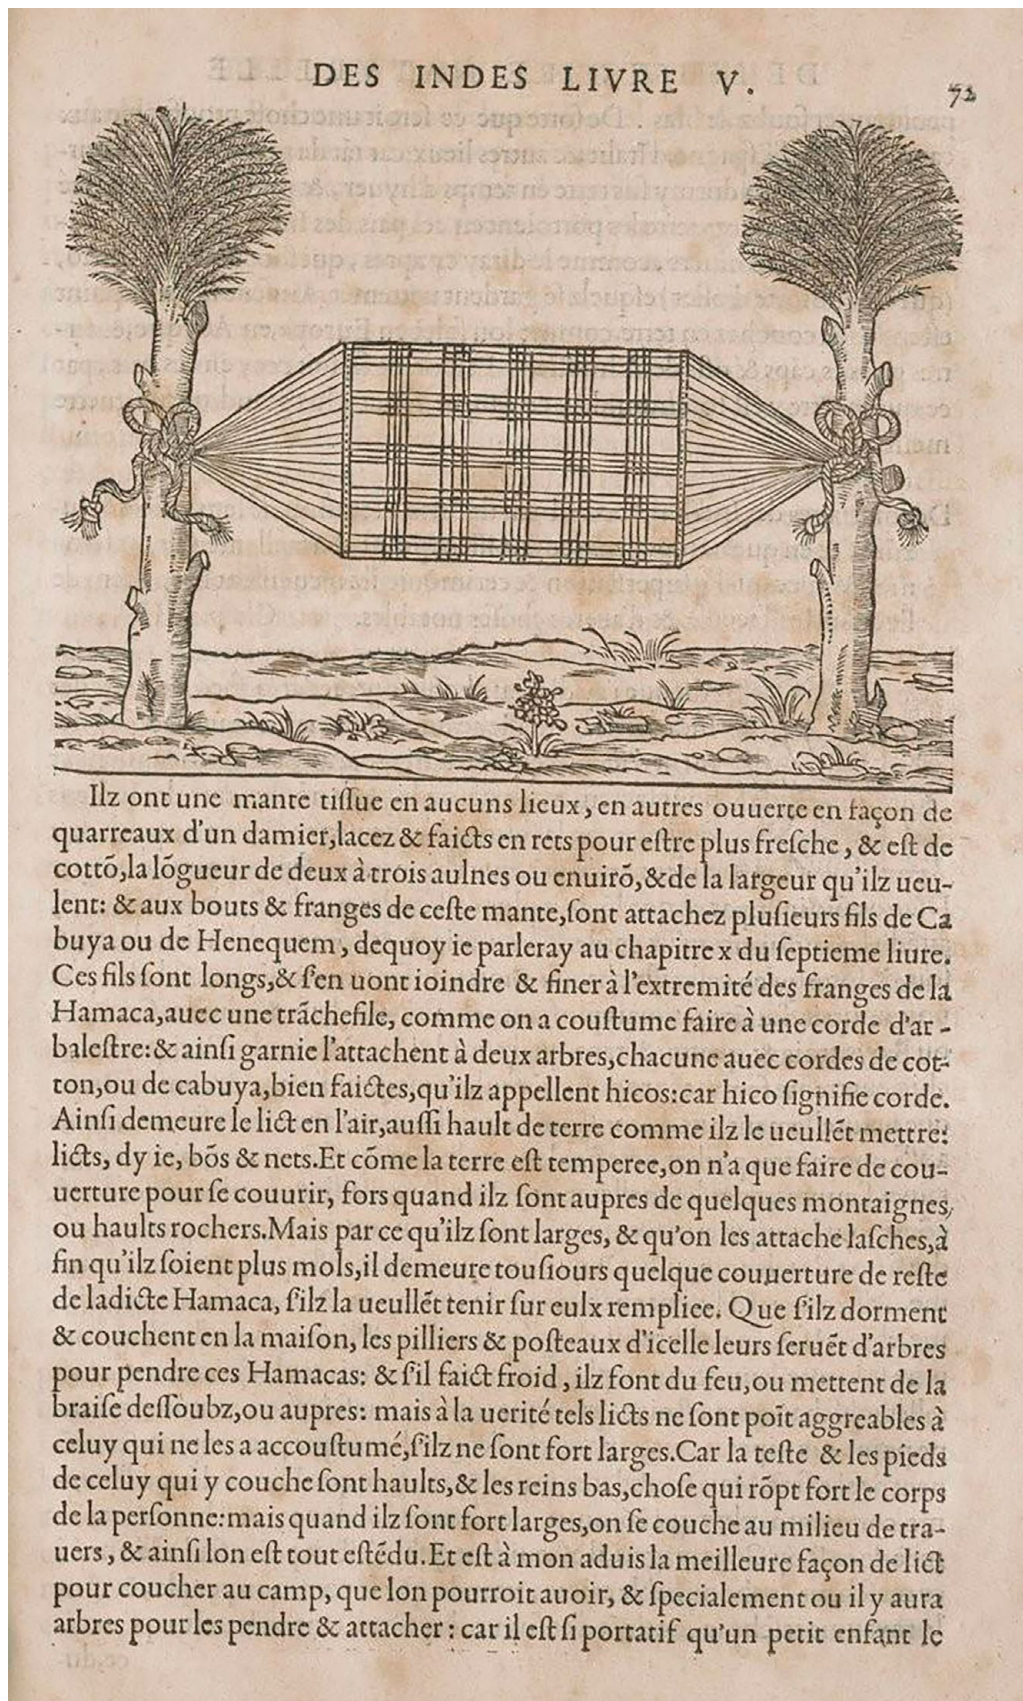 DES INDES LIVRE V.
72
Ilz ont une mante tiſſue en aucuns lieux, en autres ouuerte en façon de
quarreaux d'un damier, lacez & faicts en rets pour eſtre plus freſche, & eſt de
cottõ, la lõgueur de deux à trois aulnes ou enuirõ, & de la largeur qu'ilz ueu-
lent: & aux bouts & franges de ceſte mante, ſont attachez pluſieurs fils de Ca
buya ou de Henequem, dequoy ie parleray au chapitre x du ſeptieme liure.
Ces fils ſont longs, & ſ'en uont ioindre & finer à l'extremité des franges de la
Hamaca, auec une trãchefile, comme on a couſtume faire à une corde d'ar-
baleſtre: & ainſi garnie l'attachent à deux arbres, chacune auec cordes de cot-
ton, ou de cabuya, bien faictes, qu'ilz appellent hicos: car hico ſignifie corde.
Ainſi demeure le lict en l'air, auſſi hault de terre comme ilz le ueullẽt mettre:
licts, dy ie, bõs & nets. Et cõme la terre eſt temperee, on n'a que faire de cou-
uerture pour ſe couurir, fors quand ilz ſont aupres de quelques montaignes,
ou haults rochers. Mais par ce qu'ilz ſont larges, & qu'on les attache laſches, à
fin qu'ilz ſoient plus mols, il demeure touſiours quelque couuerture de reſte
de ladicte Hamaca, ſ'ilz la ueullẽt tenir ſur eulx rempliee. Que ſ'ilz dorment
& couchent en la maiſon, les pilliers & poſteaux d'icelle leurs ſeruẽt d'arbres
pour pendre ces Hamacas: & ſ'il faict froid, ilz font du feu, ou mettent de la
braiſe deſſoubz, ou aupres: mais à la uerité tels licts ne ſont poĩt aggreables à
celuy qui ne les a accouſtumé, ſ'ilz ne ſont fort larges. Car la teſte & les pieds
de celuy qui y couche ſont haults, & les reins bas, choſe qui rõpt fort le corps
de la perſonne: mais quand ilz ſont fort larges, on ſe couche au milieu de tra-
uers, & ainſi lon eſt tout eſtẽdu. Et eſt à mon aduis la meilleure façon de lict
pour coucher au camp, que lon pourroit auoir, & ſpecialement ou il y aura
arbres pour les pendre & attacher: car il eſt ſi portatif qu'un petit enfant le